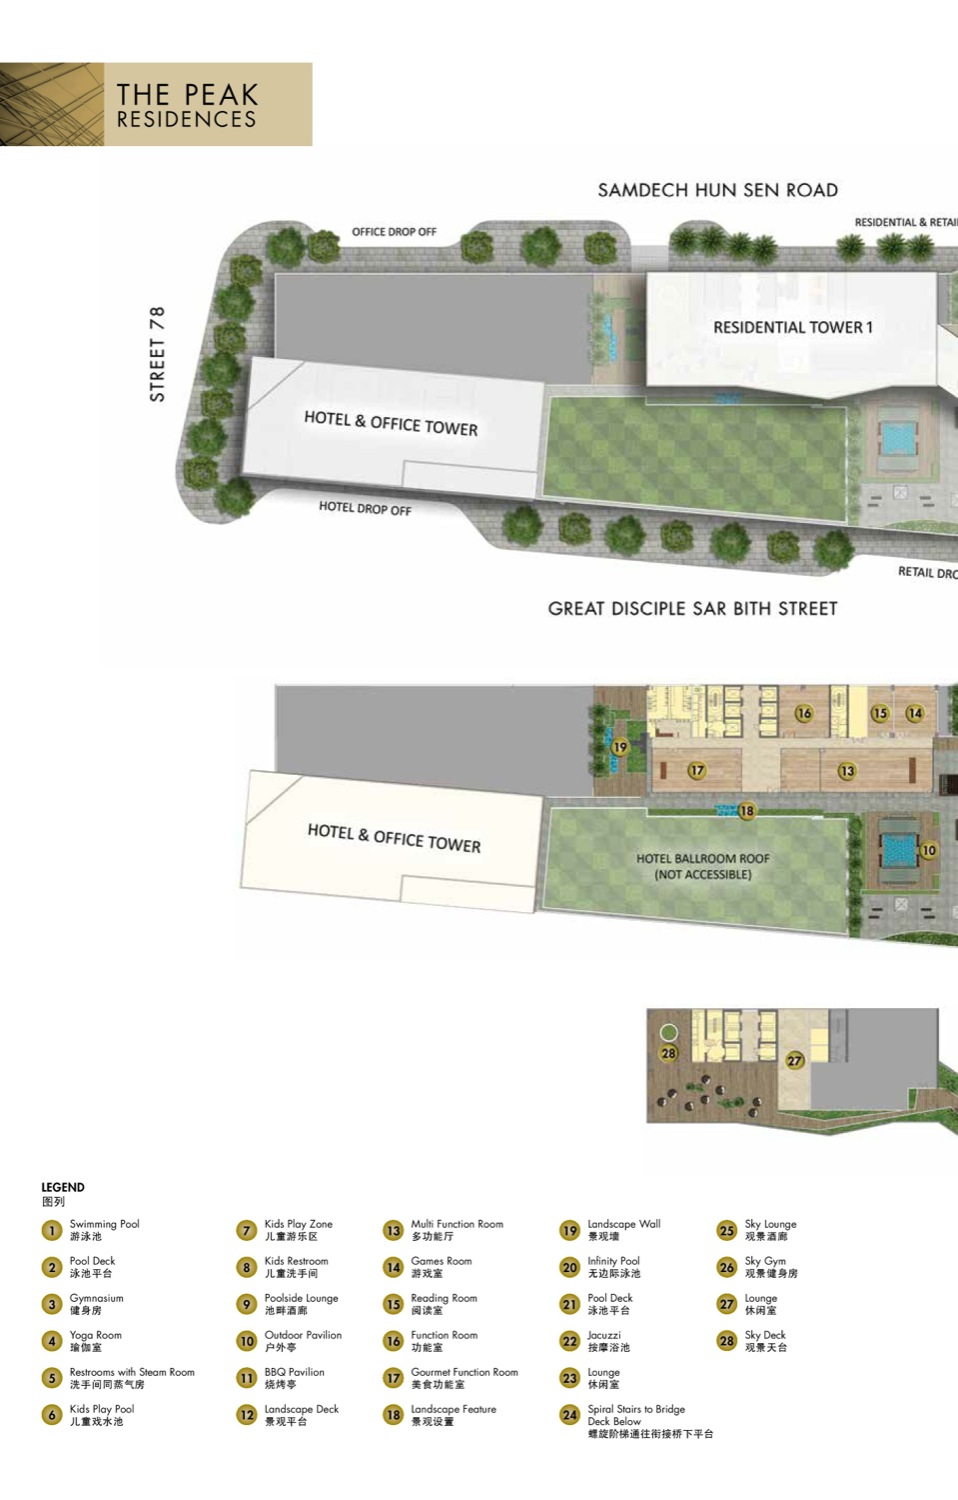 THE PEAK
RESIDENCES
SAMDECH HUN SEN ROAD
RESIDENTIAL & RETAI
OFFICE DROP OFF
STREET 78
RESIDENTIAL TOWER 1
HOTEL & OFFICE TOWER
HOTEL DROP OFF
RETAIL DRO
GREAT DISCIPLE SAR BITH STREET
16
15
14
19
17
13
18
HOTEL & OFFICE TOWER
HOTEL BALLROOM ROOF
(NOT ACCESSIBLE)
10
28
27
LEGEND
图列
1 Swimming Pool
游泳池
2 Pool Deck
泳池平台
3 Gymnasium
健身房
4 Yoga Room
瑜伽室
5 Restrooms with Steam Room
洗手间同蒸气房
6 Kids Play Pool
儿童戏水池
7 Kids Play Zone
儿童游乐区
8 Kids Restroom
儿童洗手间
9 Poolside Lounge
池畔酒廊
10 Outdoor Pavilion
户外亭
11 BBQ Pavilion
烧烤亭
12 Landscape Deck
景观平台
13 Multi Function Room
多功能厅
14 Games Room
游戏室
15 Reading Room
阅读室
16 Function Room
功能室
17 Gourmet Function Room
美食功能室
18 Landscape Feature
景观设置
19 Landscape Wall
景观墙
20 Infinity Pool
无边际泳池
21 Pool Deck
泳池平台
22 Jacuzzi
按摩浴池
23 Lounge
休闲室
24 Spiral Stairs to Bridge
Deck Below
螺旋阶梯通往衔接桥下平台
25 Sky Lounge
观景酒廊
26 Sky Gym
观景健身房
27 Lounge
休闲室
28 Sky Deck
观景天台